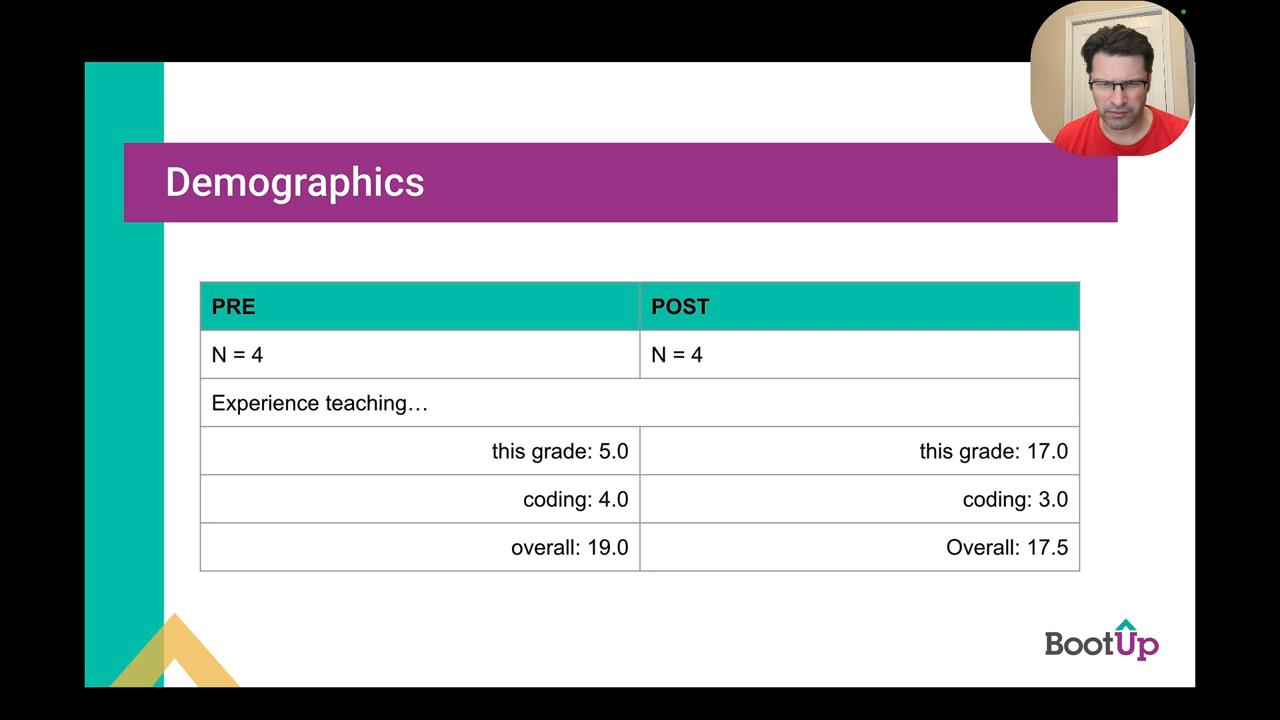 Demographics
PRE
POST
N = 4
N = 4
Experience teaching…
this grade: 5.0
this grade: 17.0
coding: 4.0
coding: 3.0
overall: 19.0
Overall: 17.5
BootUp